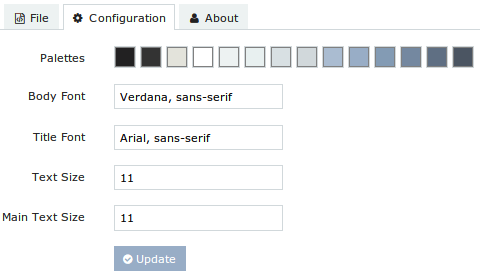 File Configuration About
Palettes
Body Font Verdana, sans-serif
Title Font Arial, sans-serif
Text Size 11
Main Text Size 11
Update